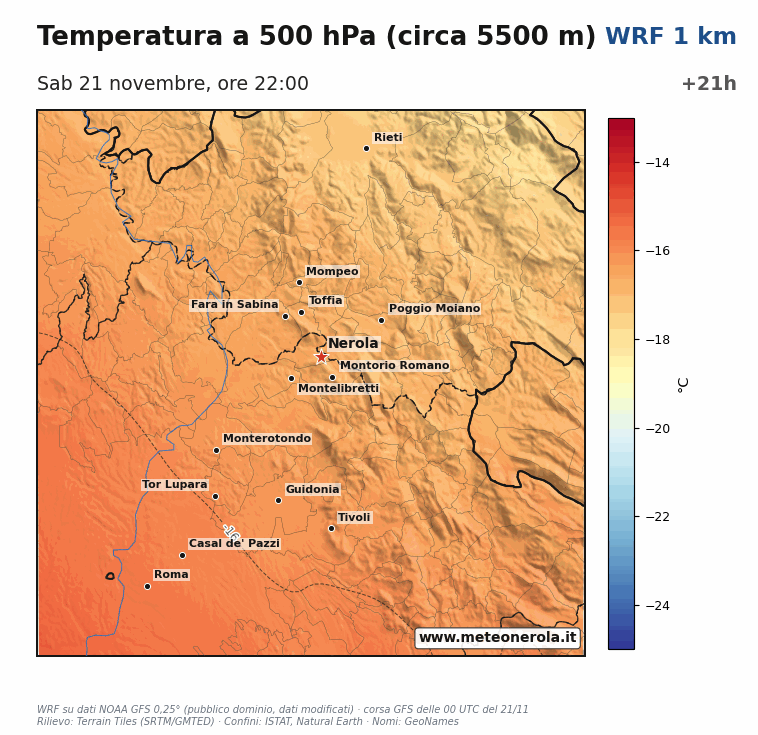 Temperatura a 500 hPa (circa 5500 m) WRF 1 km
Sab 21 novembre, ore 22:00 +21h
Rieti
−14
−16
Mompeo
Fara in Sabina Toffia
Poggio Moiano
Nerola
−18
Montorio Romano
Montelibretti
°C
−20
Monterotondo
Tor Lupara
Guidonia
−22
Tivoli
-16
Casal de' Pazzi
Roma
−24
www.meteonerola.it
WRF su dati NOAA GFS 0,25° (pubblico dominio, dati modificati) · corsa GFS delle 00 UTC del 21/11
Rilievo: Terrain Tiles (SRTM/GMTED) · Confini: ISTAT, Natural Earth · Nomi: GeoNames